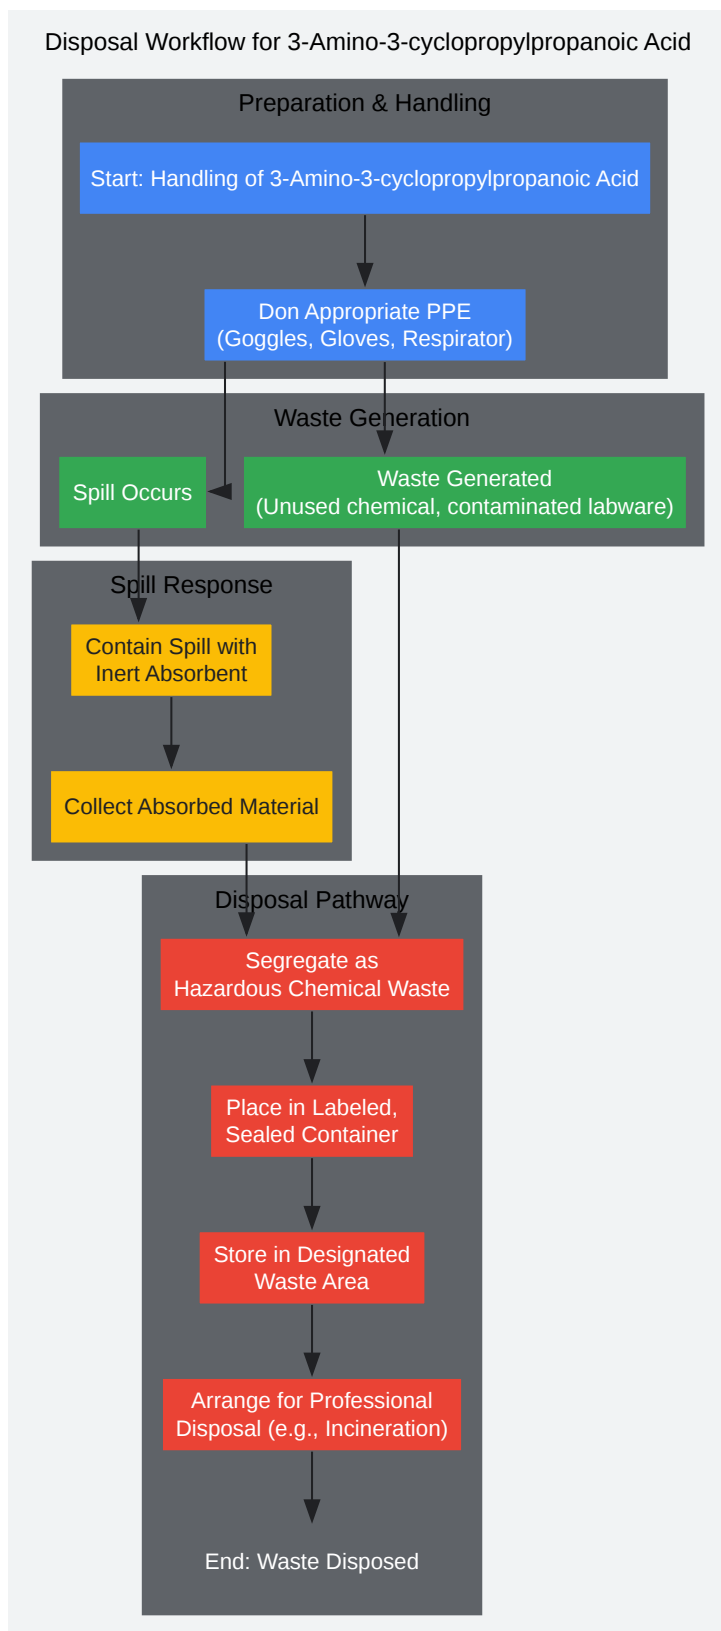 Disposal Workflow for 3-Amino-3-cyclopropylpropanoic Acid
Preparation & Handling
Start: Handling of 3-Amino-3-cyclopropylpropanoic Acid
Don Appropriate PPE
(Goggles, Gloves, Respirator)
Waste Generation
Spill Occurs
Waste Generated
(Unused chemical, contaminated labware)
Spill Response
Contain Spill with
Inert Absorbent
Collect Absorbed Material
Disposal Pathway
Segregate as
Hazardous Chemical Waste
Place in Labeled,
Sealed Container
Store in Designated
Waste Area
Arrange for Professional
Disposal (e.g., Incineration)
End: Waste Disposed